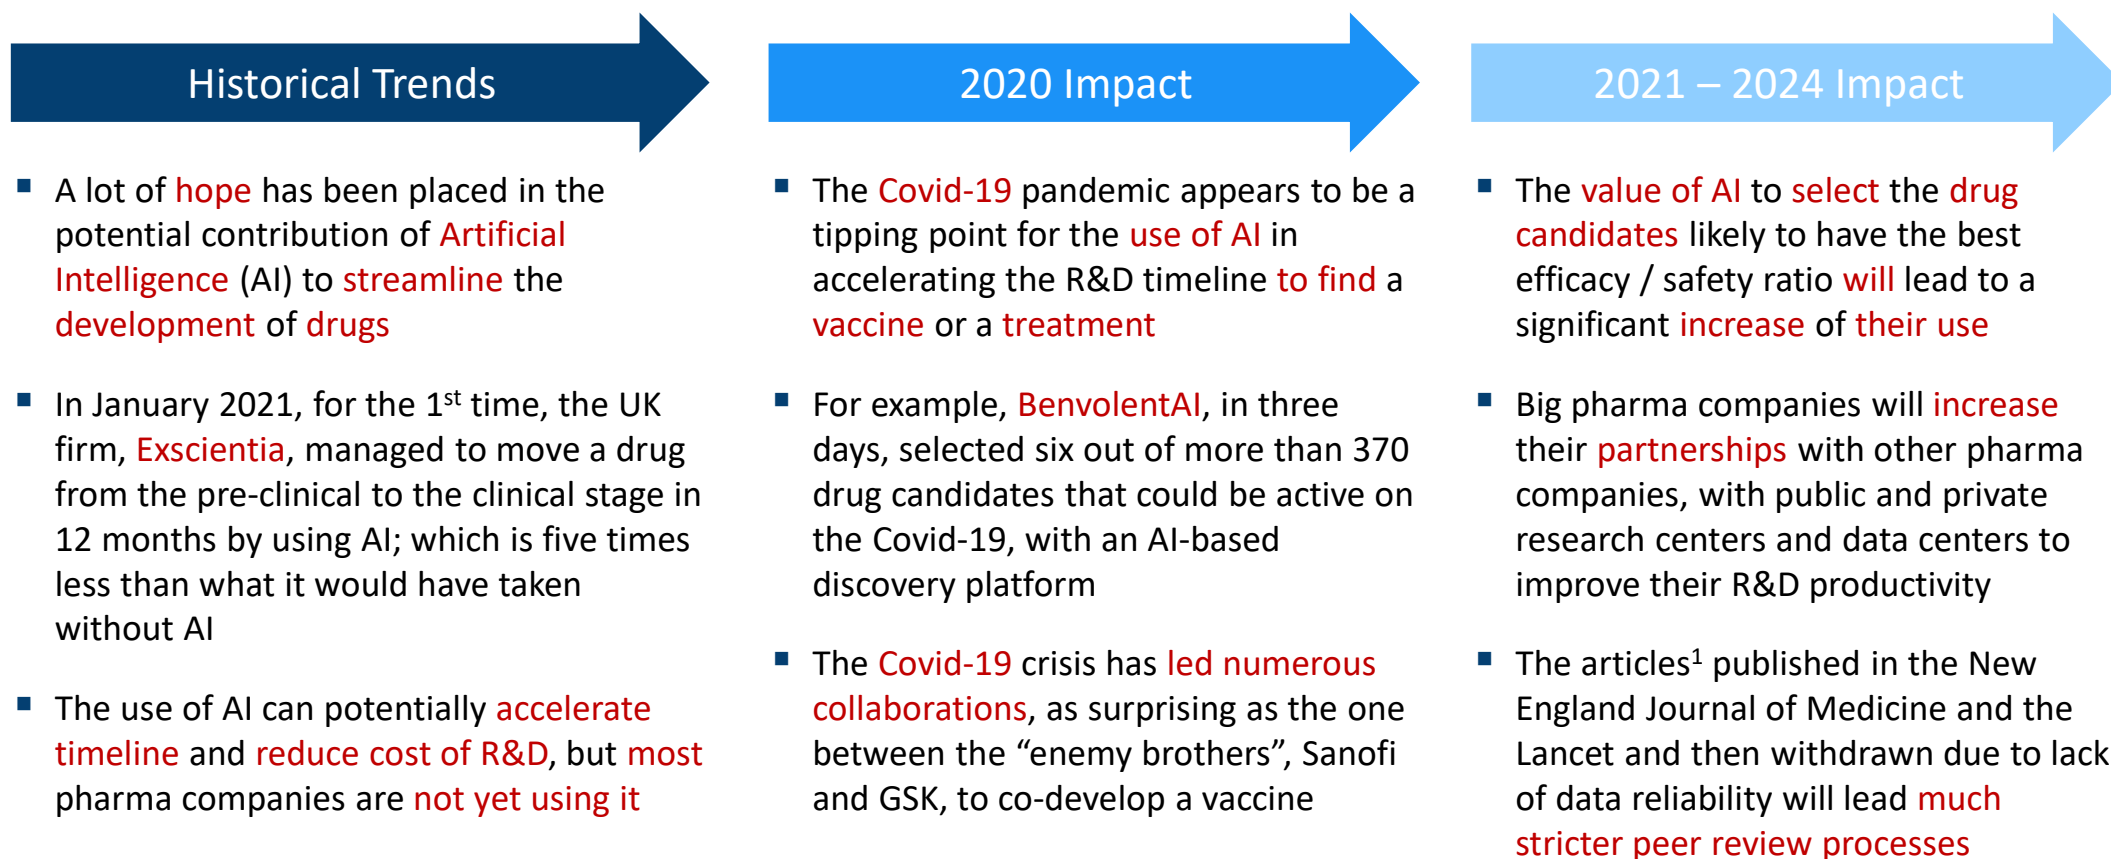 Historical Trends
▪ A lot of hope has been placed in the
potential contribution of Artificial
Intelligence (AI) to streamline the
development of drugs
▪ In January 2021, for the 1st time, the UK
firm, Exscientia, managed to move a drug
from the pre-clinical to the clinical stage in
12 months by using AI; which is five times
less than what it would have taken
without AI
▪ The use of AI can potentially accelerate
timeline and reduce cost of R&D, but most
pharma companies are not yet using it
2020 Impact
▪ The Covid-19 pandemic appears to be a
tipping point for the use of AI in
accelerating the R&D timeline to find a
vaccine or a treatment
▪ For example, BenvolentAI, in three
days, selected six out of more than 370
drug candidates that could be active on
the Covid-19, with an AI-based
discovery platform
▪ The Covid-19 crisis has led numerous
collaborations, as surprising as the one
between the “enemy brothers”, Sanofi
and GSK, to co-develop a vaccine
2021 – 2024 Impact
▪ The value of AI to select the drug
candidates likely to have the best
efficacy / safety ratio will lead to a
significant increase of their use
▪ Big pharma companies will increase
their partnerships with other pharma
companies, with public and private
research centers and data centers to
improve their R&D productivity
▪ The articles1 published in the New
England Journal of Medicine and the
Lancet and then withdrawn due to lack
of data reliability will lead much
stricter peer review processes